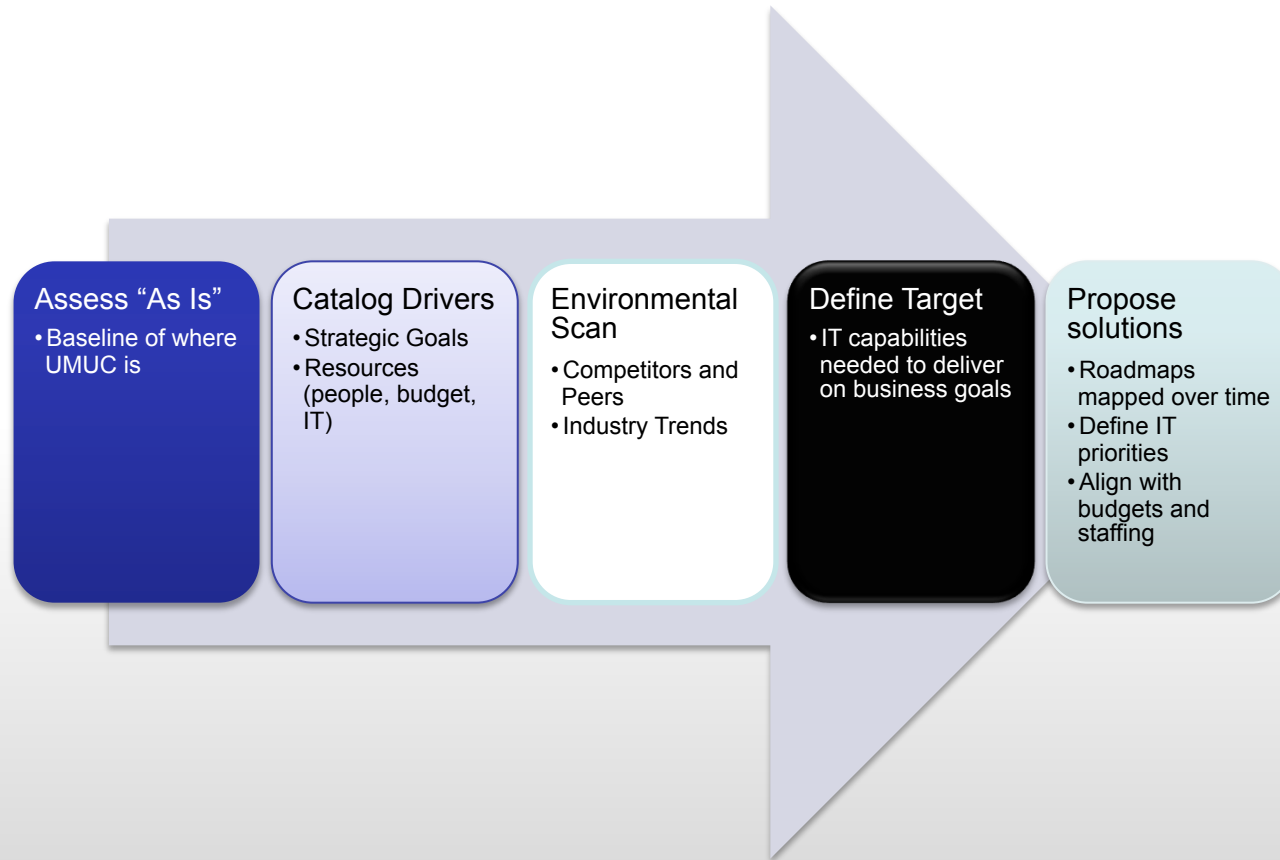 Assess “As Is”
• Baseline of where
UMUC is
Catalog Drivers
• Strategic Goals
• Resources
(people, budget,
IT)
Environmental
Scan
• Competitors and
Peers
• Industry Trends
Define Target
• IT capabilities
needed to deliver
on business goals
Propose
solutions
• Roadmaps
mapped over time
• Define IT
priorities
• Align with
budgets and
staffing